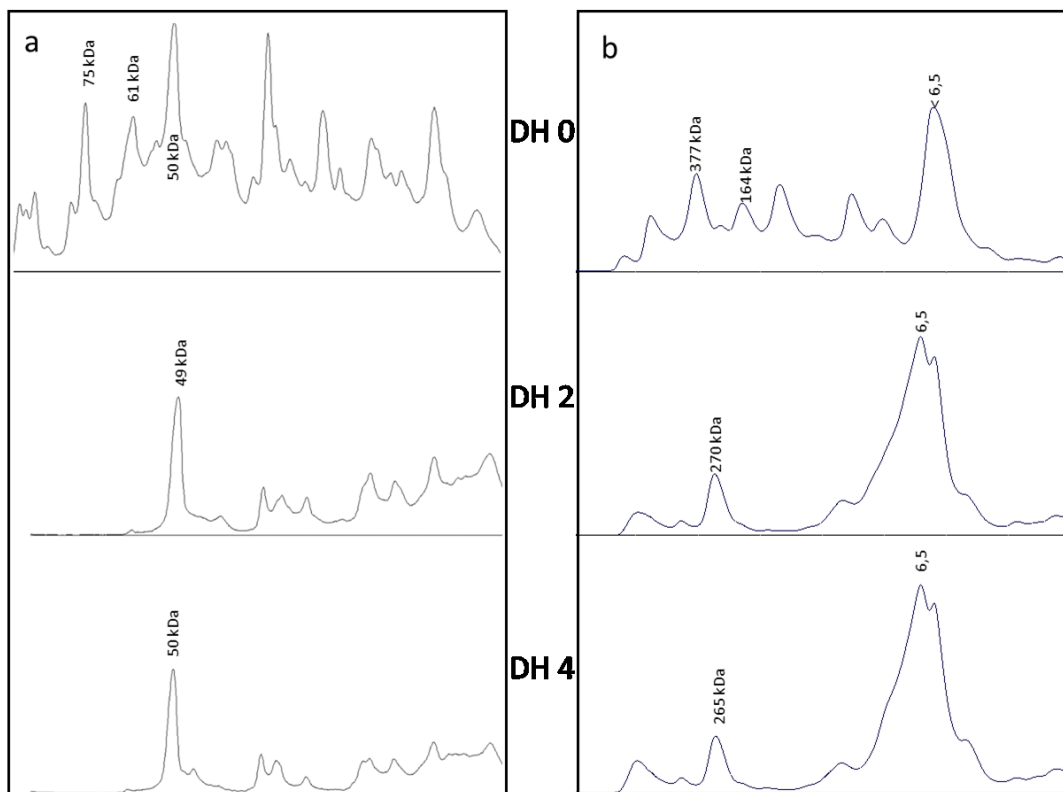 a
75 kDa
61 kDa
50 kDa
DH 0
b
377 kDa
164 kDa
< 6,5
49 kDa
DH 2
270 kDa
6,5
50 kDa
DH 4
265 kDa
6,5